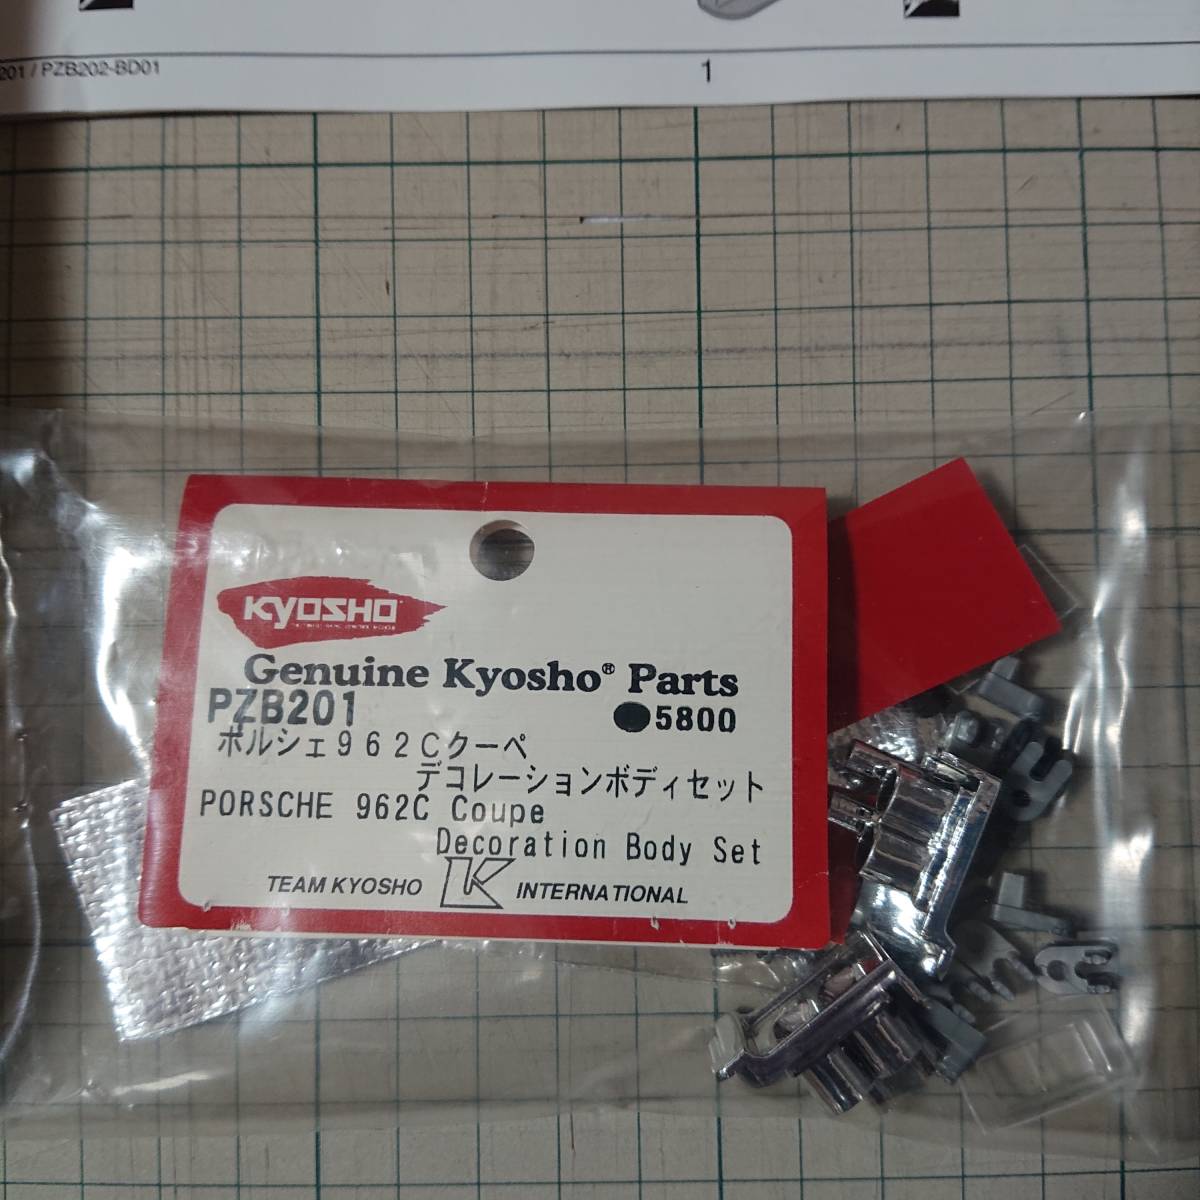 201 / PZB202-BD01
1
KYOSHO
Genuine Kyosho® Parts
PZB201
●5800
ポルシェ962Cクーペ
デコレーションボディセット
PORSCHE 962C Coupe
Decoration Body Set
TEAM KYOSHO K INTERNATIONAL